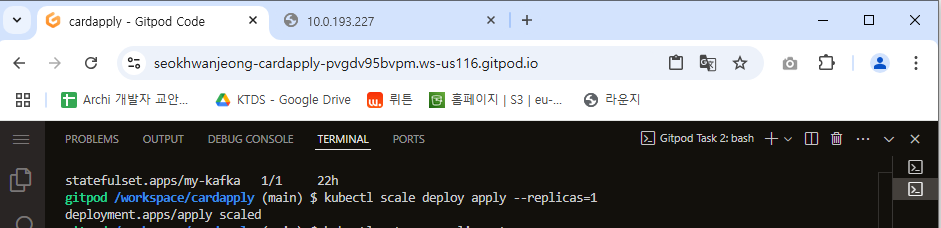 cardapply - Gitpod Code
10.0.193.227
seokhwanjeong-cardapply-pvgdv95bvpm.ws-us116.gitpod.io
Archi 개발자 교안...
KTDS - Google Drive
뤼튼
홈페이지 | S3 | eu-...
라운지
PROBLEMS OUTPUT DEBUG CONSOLE TERMINAL PORTS
Gitpod Task 2: bash
statefulset.apps/my-kafka 1/1 22h
gitpod /workspace/cardapply (main) $ kubectl scale deploy apply --replicas=1
deployment.apps/apply scaled